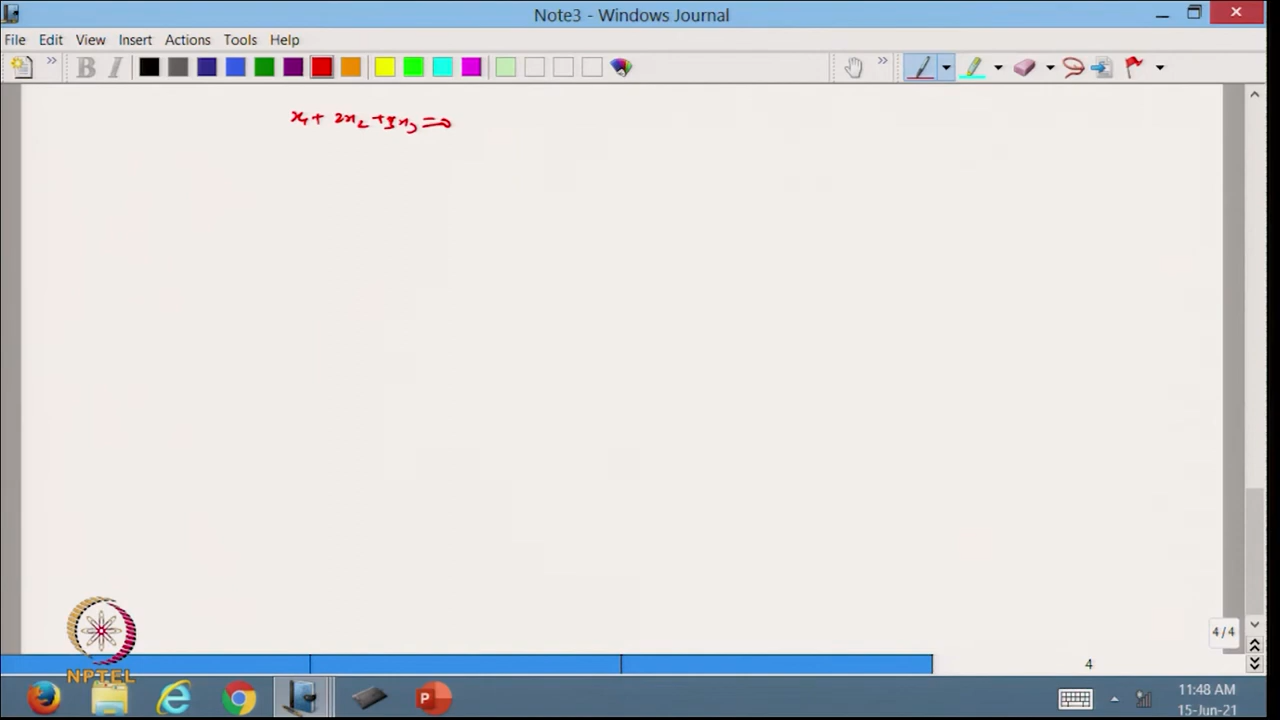 Note3 - Windows Journal
File Edit View Insert Actions Tools Help
B I
x₁ + 2x₂ + 3x₃ = 0
4 / 4
4
NPTEL
11:48 AM
15-Jun-21